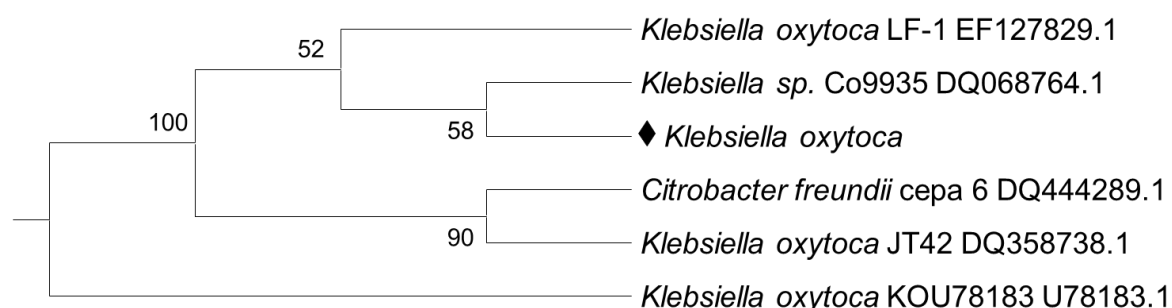 52
Klebsiella oxytoca LF-1 EF127829.1
Klebsiella sp. Co9935 DQ068764.1
100
58
♦ Klebsiella oxytoca
Citrobacter freundii cepa 6 DQ444289.1
90
Klebsiella oxytoca JT42 DQ358738.1
Klebsiella oxytoca KOU78183 U78183.1